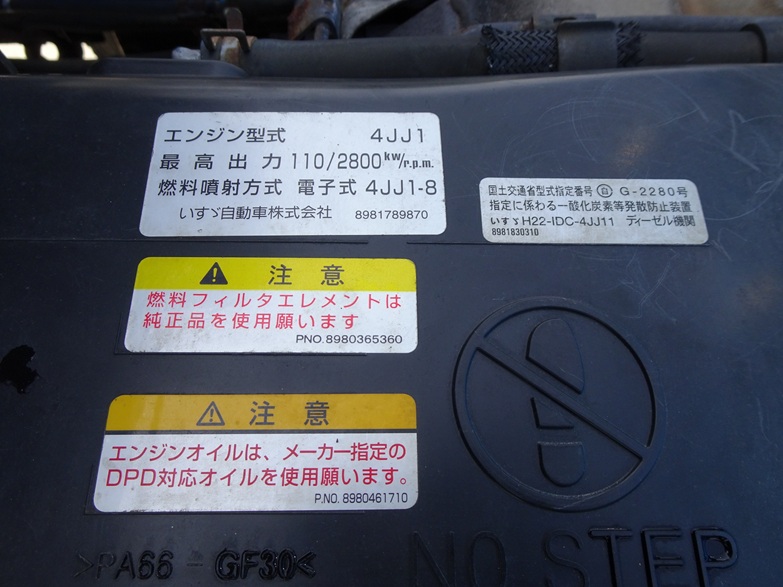 エンジン型式 4JJ1
最高出力 110/2800kw/r.p.m.
燃料噴射方式 電子式 4JJ1-8
いすゞ自動車株式会社 8981789870
国土交通省型式指定番号 自 G-2280号
指定に係わる一酸化炭素等発散防止装置
いすゞH22-IDC-4JJ11 ディーゼル機関
8981830310
注意
燃料フィルタエレメントは
純正品を使用願います
PNO.8980365360
注意
エンジンオイルは、メーカー指定の
DPD対応オイルを使用願います。
P.NO. 8980461710
>PA66 - GF30<
NO STEP